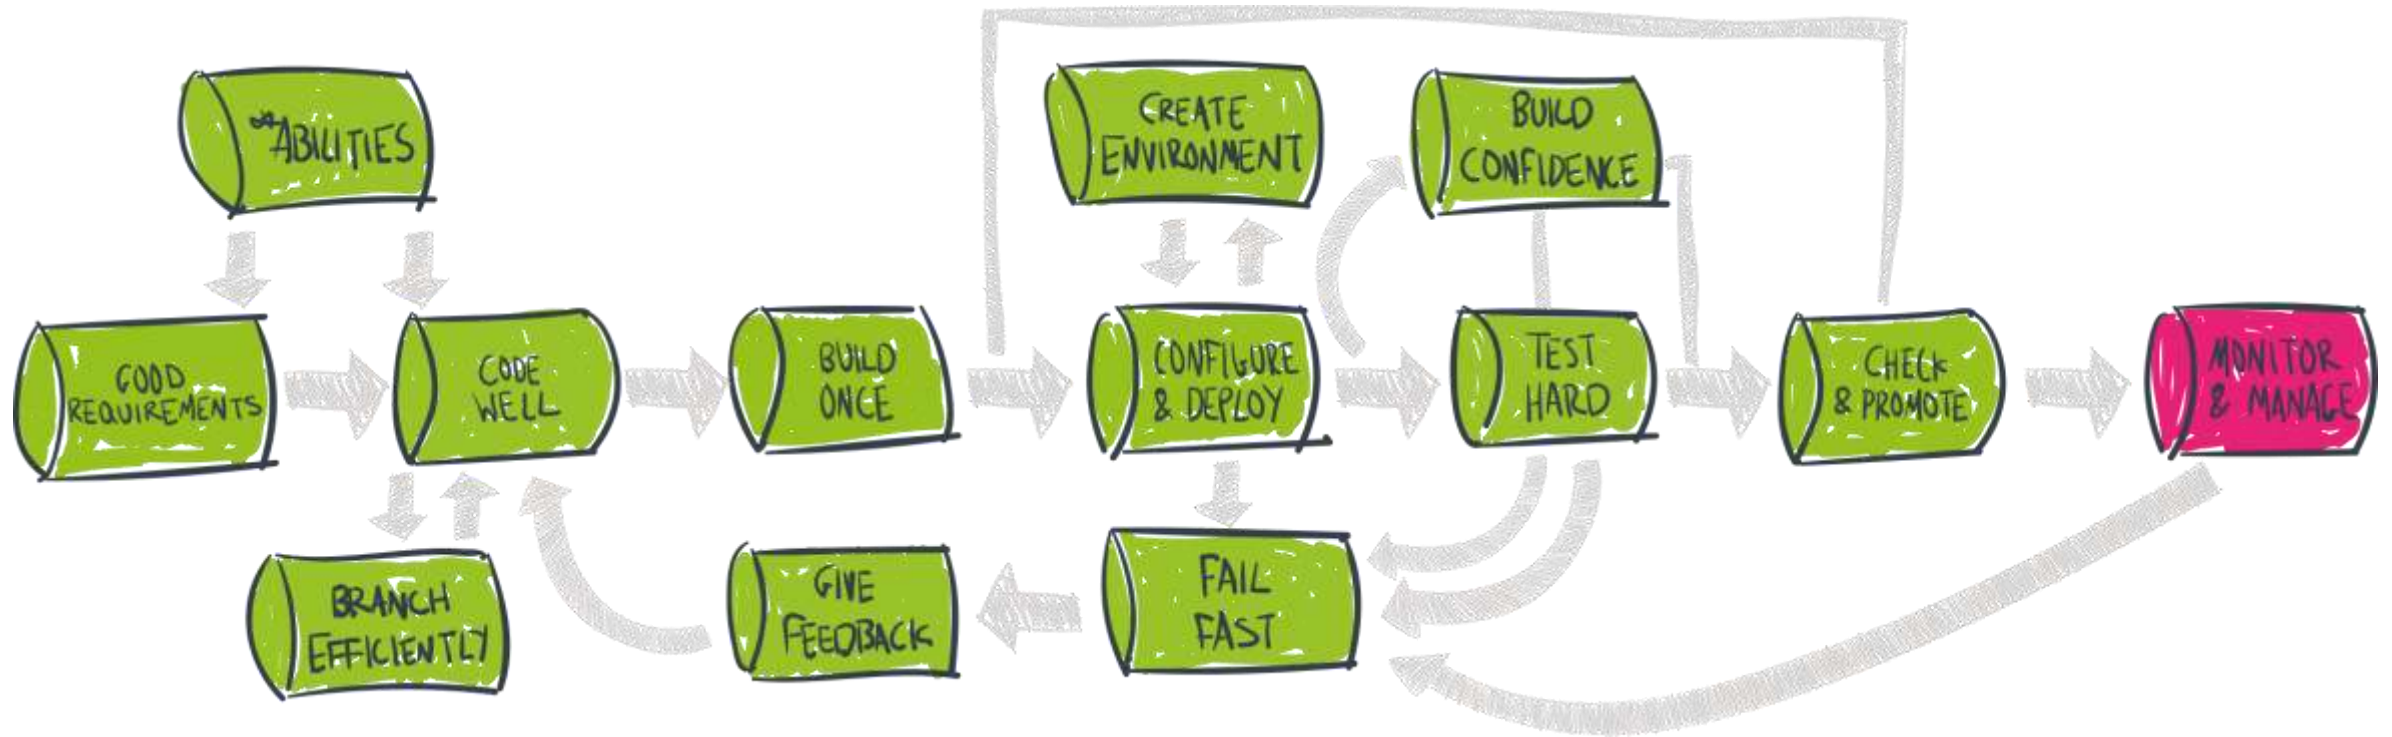 *ABILITIES
CREATE
ENVIRONMENT
BUILD
CONFIDENCE
GOOD
REQUIREMENTS
CODE
WELL
BUILD
ONCE
CONFIGURE
& DEPLOY
TEST
HARD
CHECK
& PROMOTE
MONITOR
& MANAGE
BRANCH
EFFICIENTLY
GIVE
FEEDBACK
FAIL
FAST